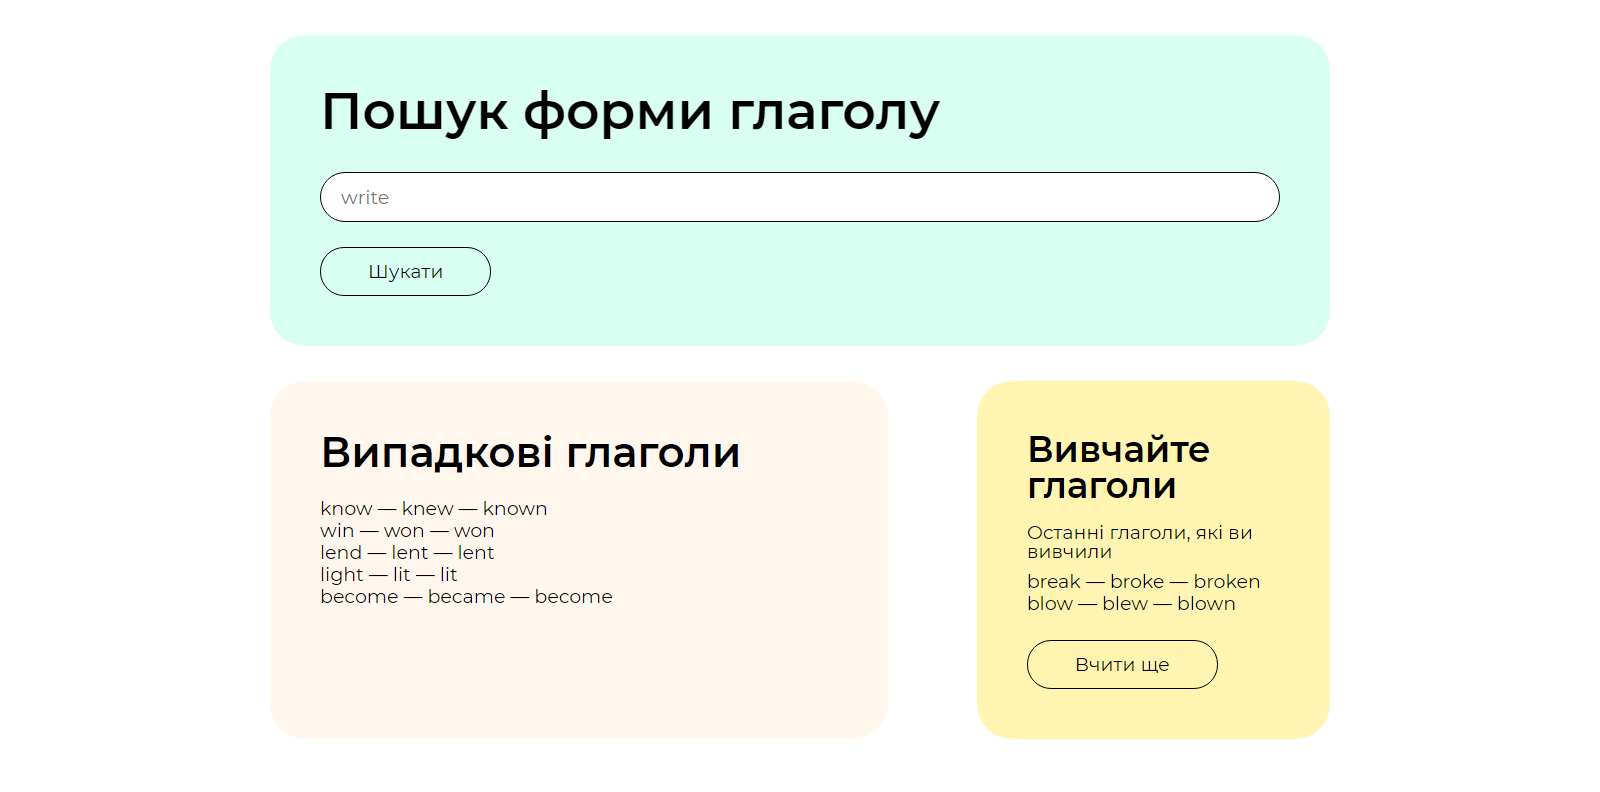 Пошук форми глаголу
write
Шукати
Випадкові глаголи
know — knew — known
win — won — won
lend — lent — lent
light — lit — lit
become — became — become
Вивчайте
глаголи
Останні глаголи, які ви
вивчили
break — broke — broken
blow — blew — blown
Вчити ще